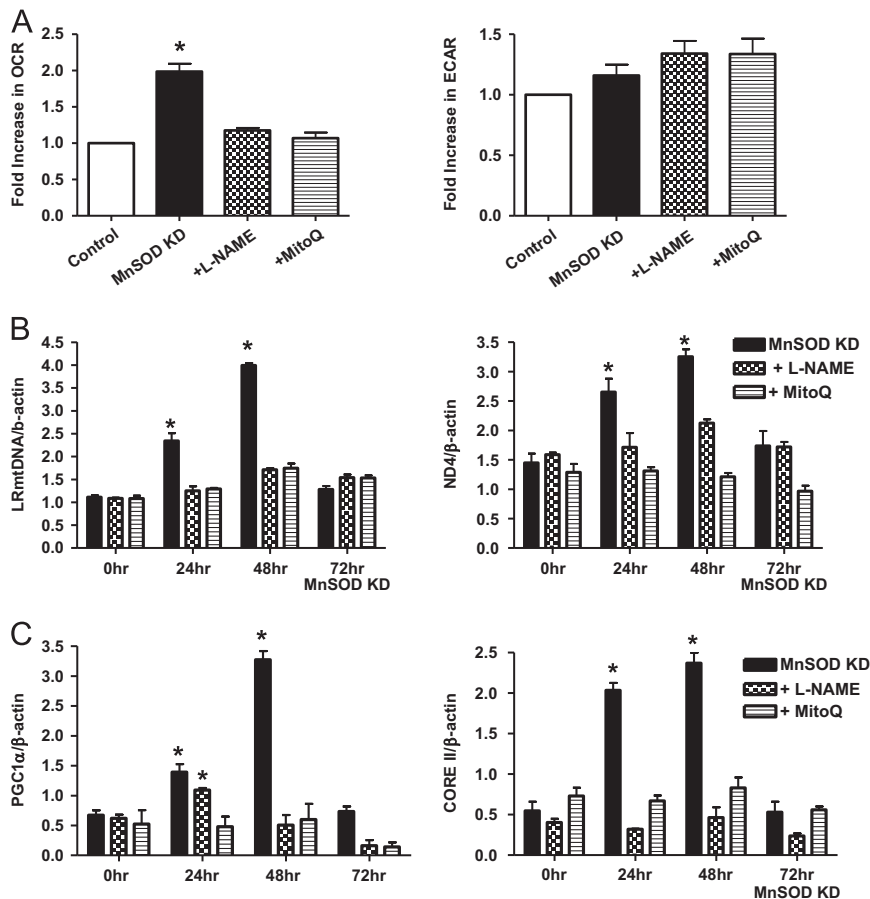 A
Fold Increase in OCR
2.5
2.0
1.5
1.0
0.5
0.0
*
Control
MnSOD KD
+L-NAME
+MitoQ
Fold Increase in ECAR
1.5
1.0
0.5
0.0
Control
MnSOD KD
+L-NAME
+MitoQ
B
LRmtDNA/b-actin
4.5
4.0
3.5
3.0
2.5
2.0
1.5
1.0
0.5
0.0
*
*
0hr 24hr 48hr 72hr
MnSOD KD
ND4/β-actin
3.5
3.0
2.5
2.0
1.5
1.0
0.5
0.0
*
*
MnSOD KD
+ L-NAME
+ MitoQ
0hr 24hr 48hr 72hr
MnSOD KD
C
PGC1α/β-actin
3.5
3.0
2.5
2.0
1.5
1.0
0.5
0.0
* *
*
0hr 24hr 48hr 72hr
CORE II/β-actin
2.5
2.0
1.5
1.0
0.5
0.0
*
*
MnSOD KD
+ L-NAME
+ MitoQ
0hr 24hr 48hr 72hr
MnSOD KD